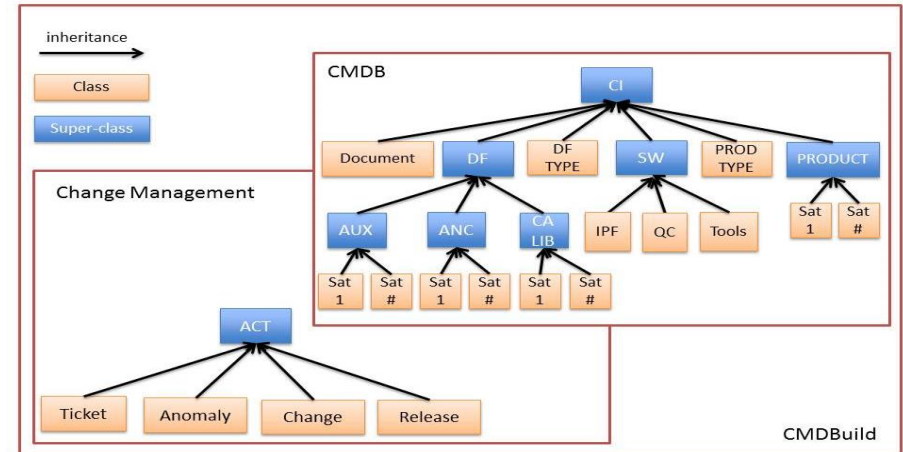 inheritance
Class
Super-class
CMDB
CI
Document
DF
DF
TYPE
SW
PROD
TYPE
PRODUCT
Change Management
AUX
ANC
CA
LIB
IPF
QC
Tools
Sat
1
Sat
#
Sat
1
Sat
#
Sat
1
Sat
#
Sat
1
Sat
#
ACT
Ticket
Anomaly
Change
Release
CMDBuild